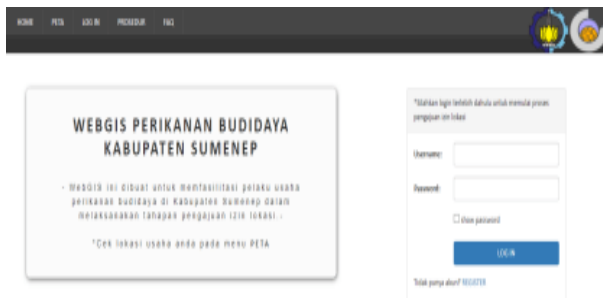 HOME PETA LOG IN PROSEDUR FAQ
WEBGIS PERIKANAN BUDIDAYA
KABUPATEN SUMENEP
- WebGIS ini dibuat untuk memfasilitasi pelaku usaha
perikanan budidaya di Kabupaten Sumenep dalam
melaksanakan tahapan pengajuan izin lokasi -
*Cek lokasi usaha anda pada menu PETA
*Silahkan login terlebih dahulu untuk memulai proses
pengajuan izin lokasi
Username:
Password:
Show password
LOG IN
Tidak punya akun? REGISTER